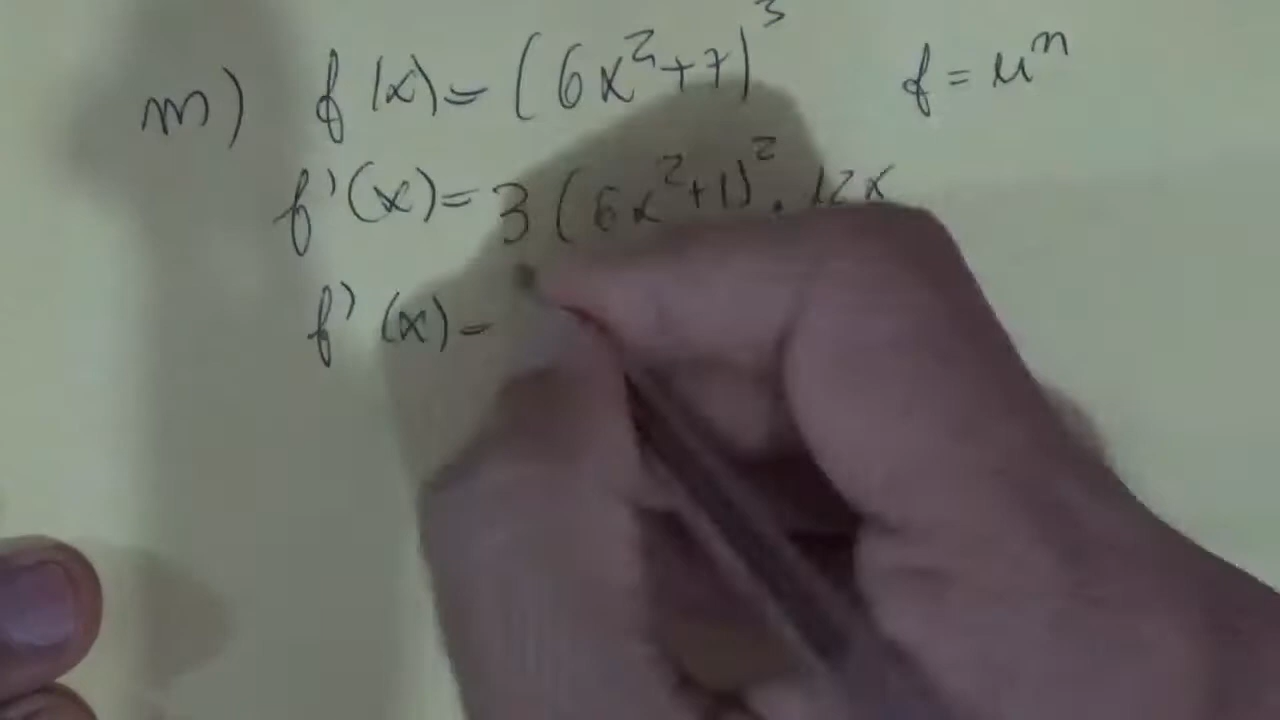 m) f(x) = (6x²+7)³ f = uⁿ
f'(x) = 3(6x²+1)² · 12x
f'(x) =